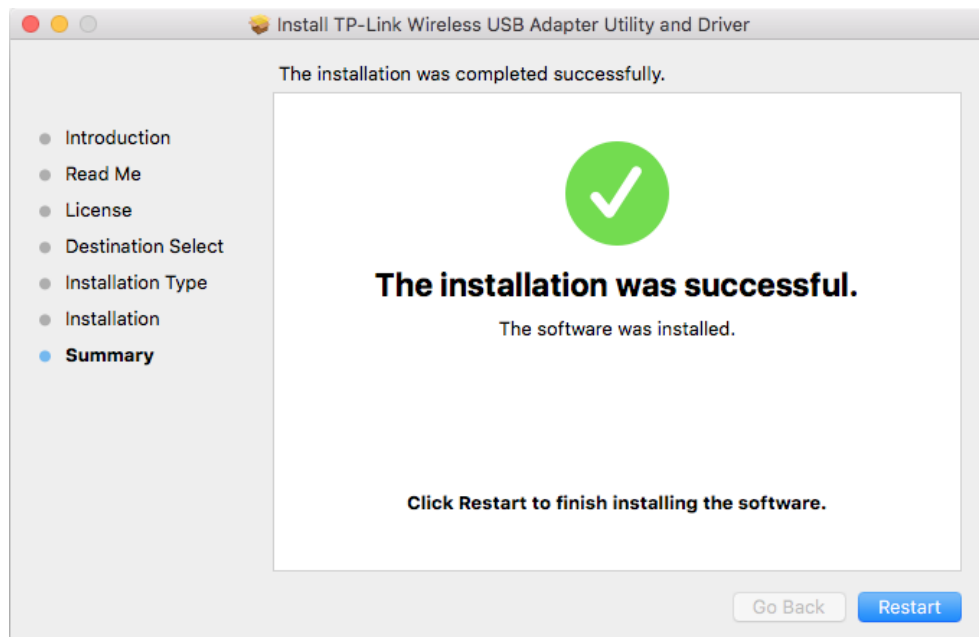 Install TP-Link Wireless USB Adapter Utility and Driver
The installation was completed successfully.
Introduction
Read Me
License
Destination Select
Installation Type
Installation
Summary
The installation was successful.
The software was installed.
Click Restart to finish installing the software.
Go Back
Restart